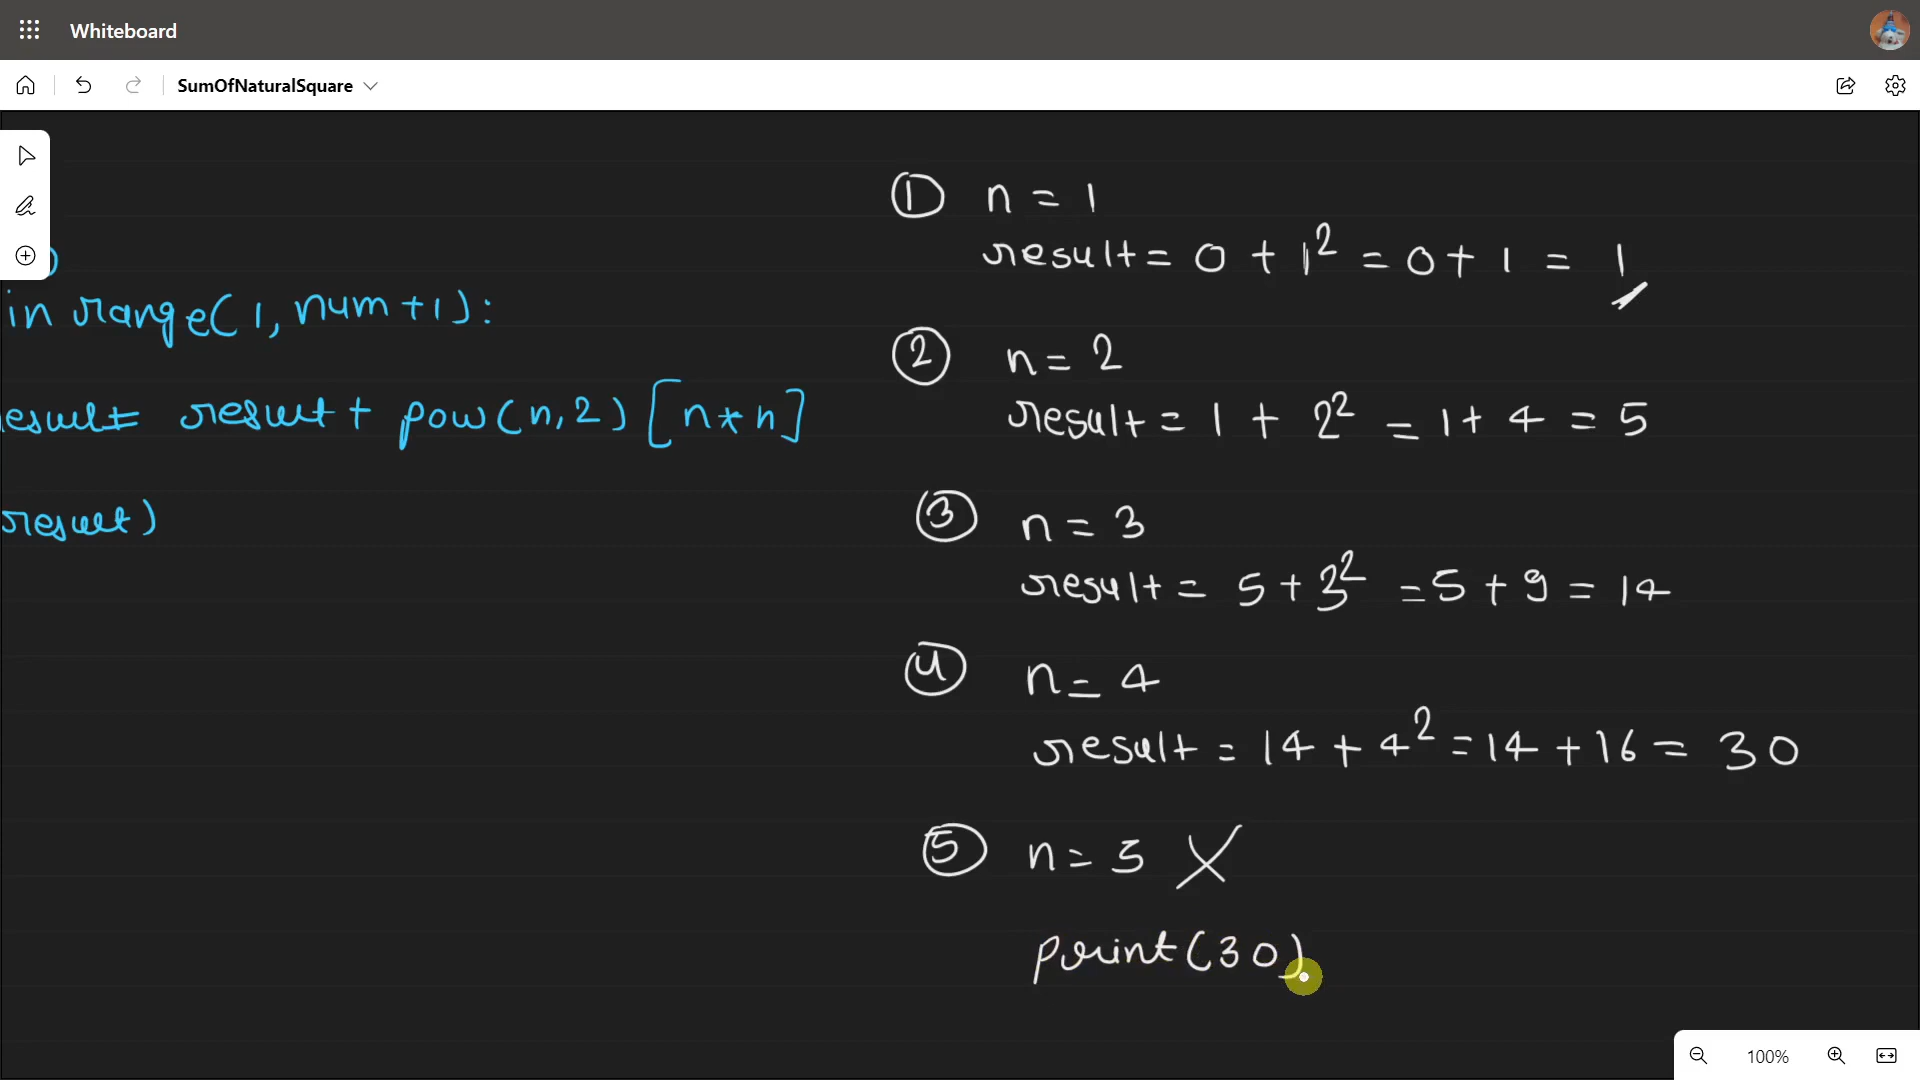 Whiteboard
SumOfNaturalSquare
)
in range(1, num+1):
esult= result + pow(n,2) [n*n]
result)
① n = 1
result = 0 + 1² = 0 + 1 = 1
② n = 2
result = 1 + 2² = 1 + 4 = 5
③ n = 3
result = 5 + 3² = 5 + 9 = 14
④ n = 4
result = 14 + 4² = 14 + 16 = 30
⑤ n = 5 X
print(30)
100%